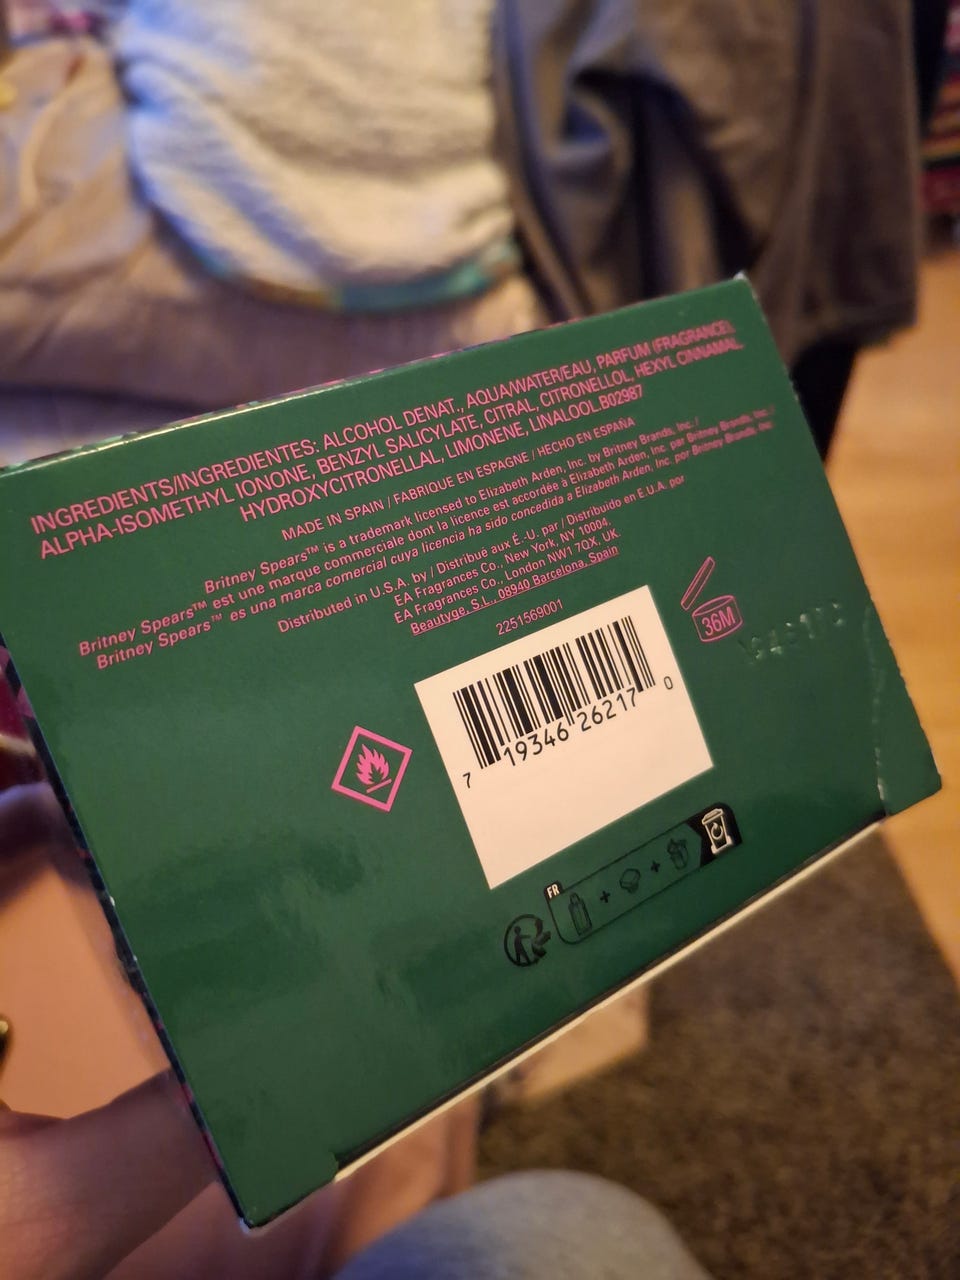 INGREDIENTS/INGREDIENTES: ALCOHOL DENAT., AQUA/WATER/EAU, PARFUM (FRAGRANCE),
ALPHA-ISOMETHYL IONONE, BENZYL SALICYLATE, CITRAL, CITRONELLOL, HEXYL CINNAMAL,
HYDROXYCITRONELLAL, LIMONENE, LINALOOL.B02987
MADE IN SPAIN / FABRIQUE EN ESPAGNE / HECHO EN ESPAÑA
Britney Spears™ is a trademark licensed to Elizabeth Arden, Inc. by Britney Brands, Inc. /
Britney Spears™ est une marque commerciale dont la licence est accordée à Elizabeth Arden, Inc. par Britney Brands, Inc. /
Britney Spears™ es una marca comercial cuya licencia ha sido concedida a Elizabeth Arden, Inc. por Britney Brands, Inc.
Distributed in U.S.A. by / Distribué aux É.-U. par / Distribuido en E.U.A. por
EA Fragrances Co., New York, NY 10004.
EA Fragrances Co., London NW1 7QX, UK.
Beautyge, S.L., 08940 Barcelona, Spain
2251569001
36M
7 19346 26217 0
FR